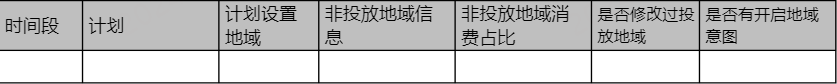 时间段
计划
计划设置
地域
非投放地域信
息
非投放地域消
费占比
是否修改过投
放地域
是否有开启地域
意图